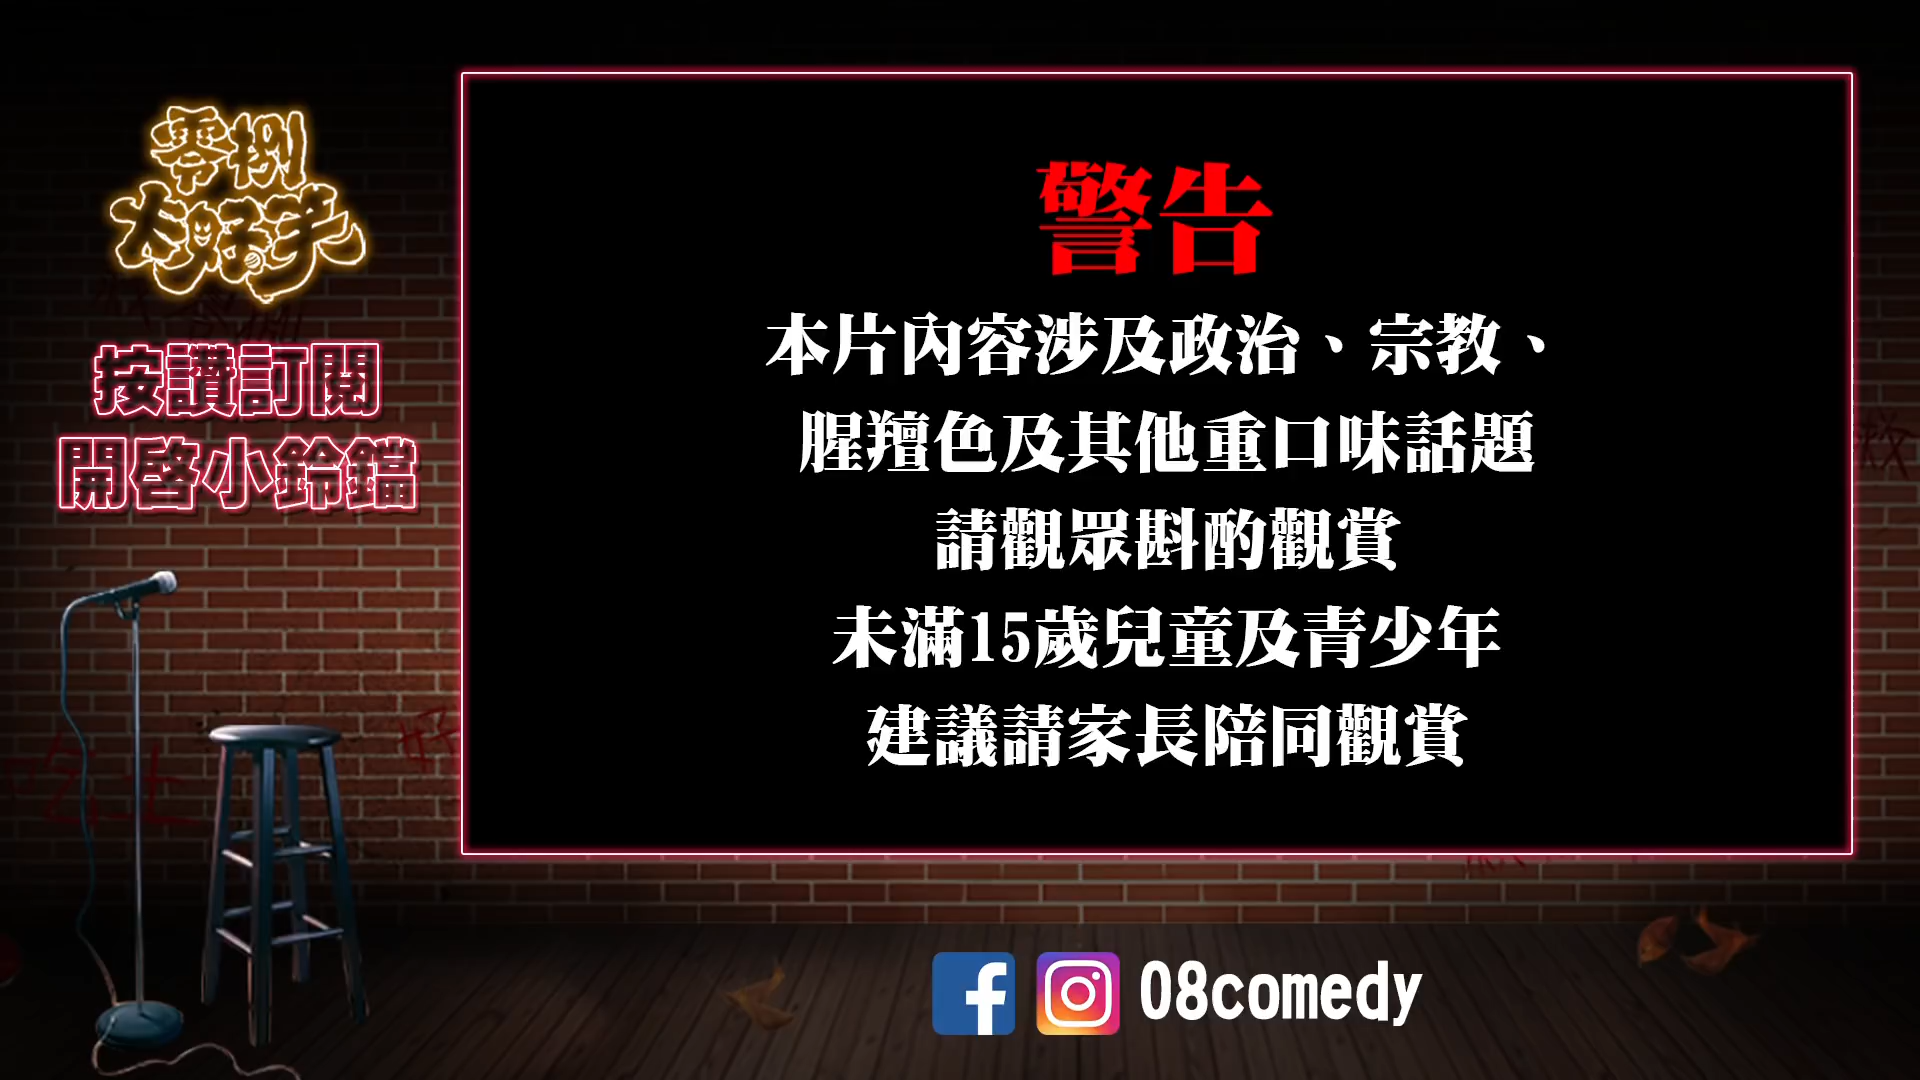 零捌
大好笑
按讚訂閱
開啓小鈴鐺
警告
本片內容涉及政治、宗教、
腥羶色及其他重口味話題
請觀眾斟酌觀賞
未滿15歲兒童及青少年
建議請家長陪同觀賞
08comedy